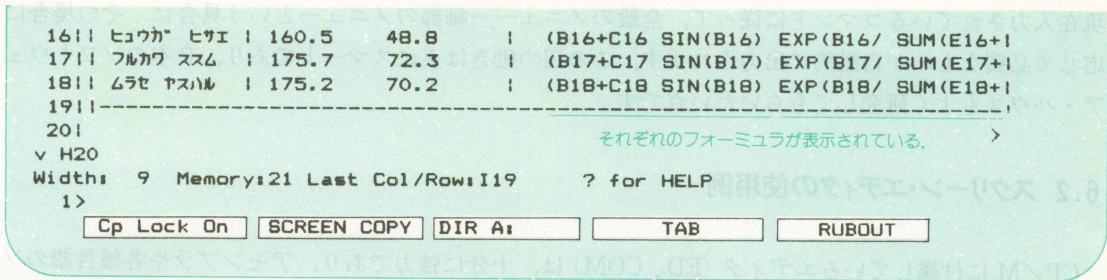 16!! ヒュウガ ヒサエ ! 160.5 48.8 ! (B16+C16 SIN(B16) EXP(B16/ SUM(E16+!
17!! フルカワ ススム ! 175.7 72.3 ! (B17+C17 SIN(B17) EXP(B17/ SUM(E17+!
18!! ムラセ ヤスハル ! 175.2 70.2 ! (B18+C18 SIN(B18) EXP(B18/ SUM(E18+!
19!!--------------------------------------------------------------------!
20!
それぞれのフォーミュラが表示されている. >
v H20
Width: 9 Memory:21 Last Col/Row:I19 ? for HELP
1>
Cp Lock On SCREEN COPY DIR A: TAB RUBOUT